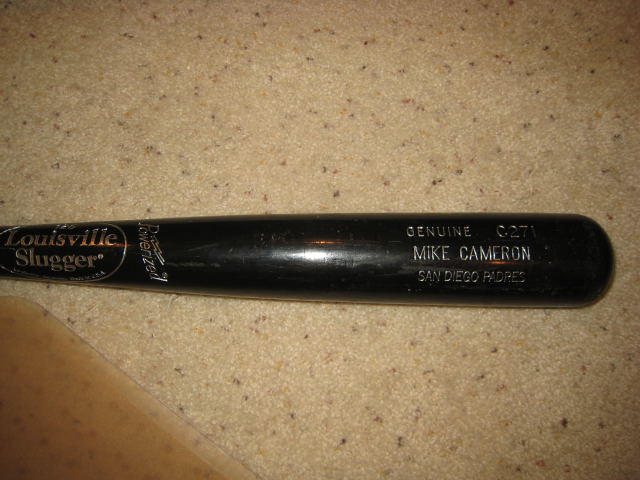 Louisville
Slugger®
Powerized
GENUINE C271
MIKE CAMERON
SAN DIEGO PADRES